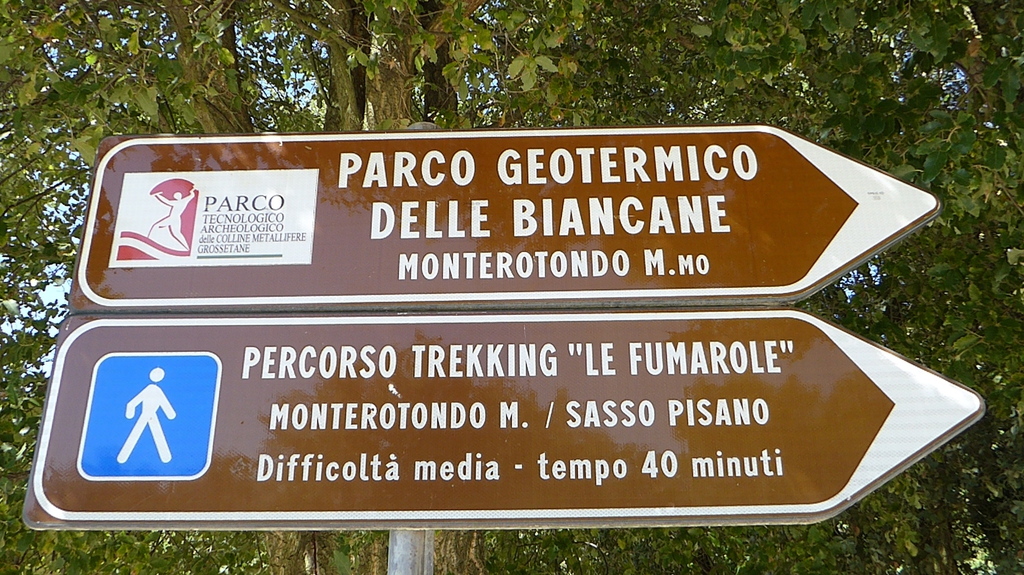 PARCO GEOTERMICO
DELLE BIANCANE
MONTEROTONDO M.MO
PARCO
TECNOLOGICO
ARCHEOLOGICO
delle COLLINE METALLIFERE
GROSSETANE
PERCORSO TREKKING "LE FUMAROLE"
MONTEROTONDO M. / SASSO PISANO
Difficoltà media - tempo 40 minuti